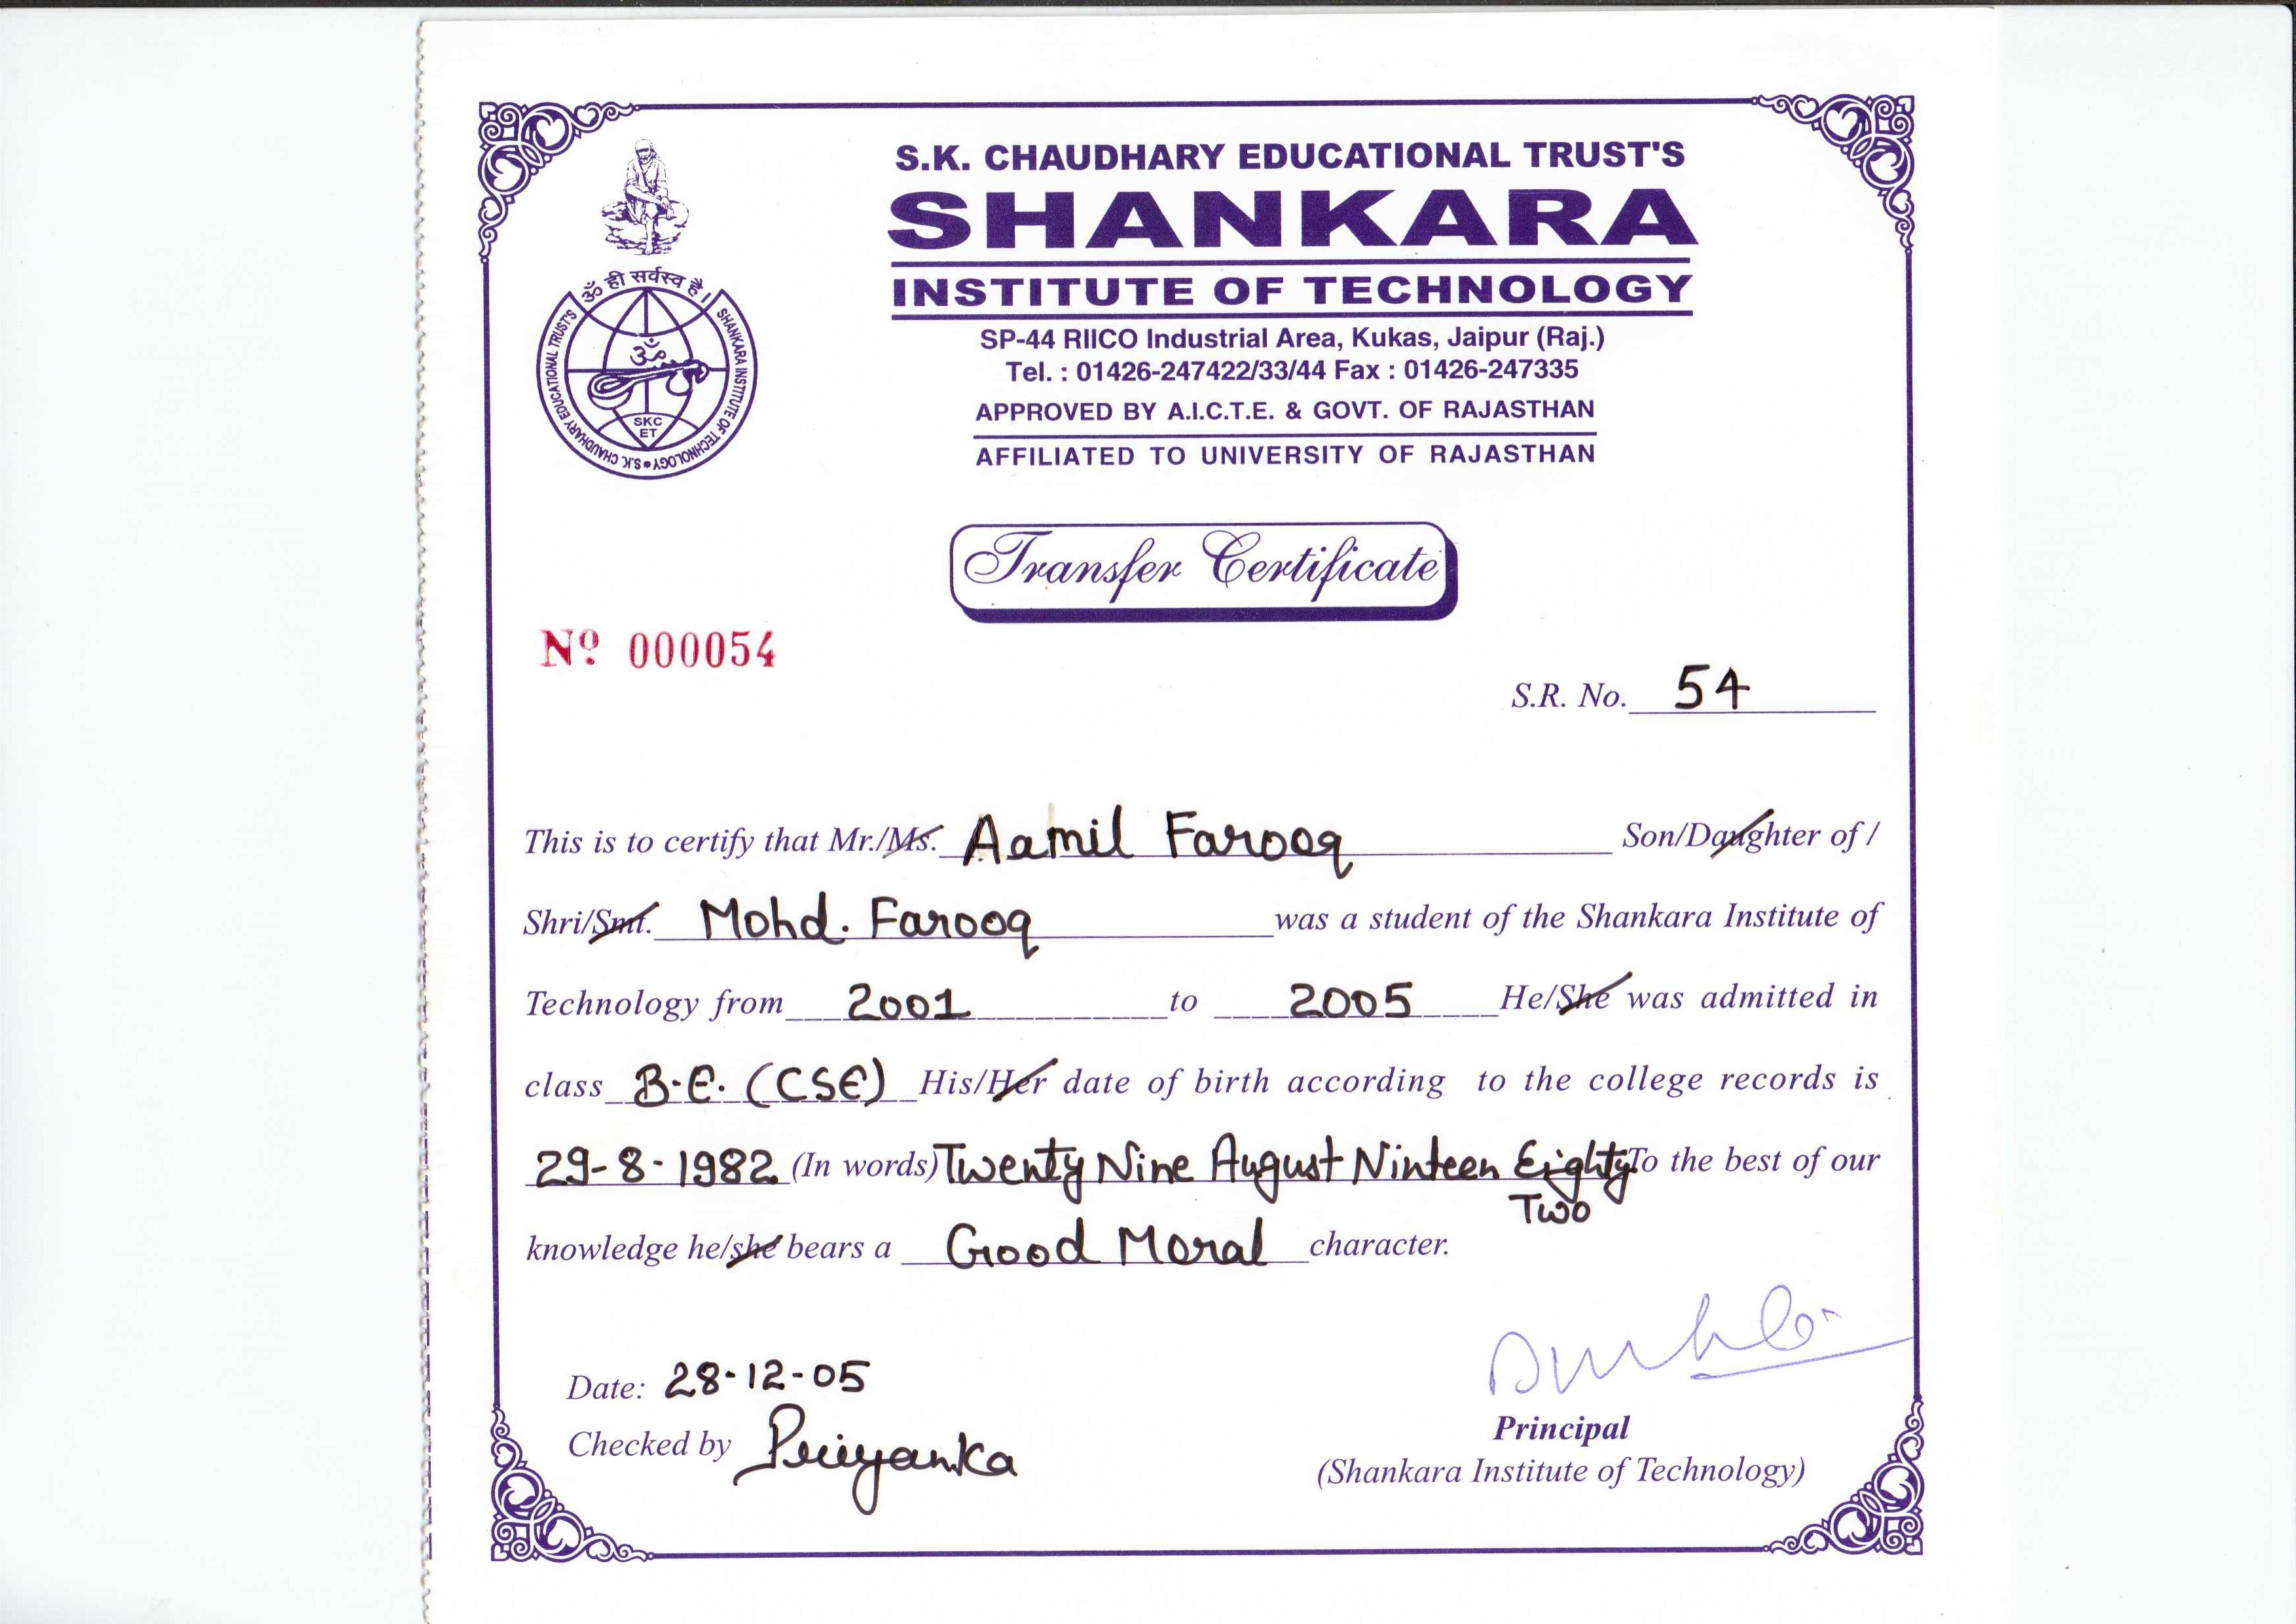 S.K. CHAUDHARY EDUCATIONAL TRUST'S
SHANKARA
INSTITUTE OF TECHNOLOGY
SP-44 RIICO Industrial Area, Kukas, Jaipur (Raj.)
Tel. : 01426-247422/33/44 Fax : 01426-247335
APPROVED BY A.I.C.T.E. & GOVT. OF RAJASTHAN
AFFILIATED TO UNIVERSITY OF RAJASTHAN
ॐ ही सर्वस्व है।
S.K. CHAUDHARY EDUCATIONAL TRUST'S
SHANKARA INSTITUTE OF TECHNOLOGY
ॐ
SKC
ET
Transfer Certificate
Nº 000054
S.R. No. 54
This is to certify that Mr./Ms. Aamil Farooq Son/Daughter of /
Shri/Smt. Mohd. Farooq was a student of the Shankara Institute of
Technology from 2001 to 2005 He/She was admitted in
class B.E. (CSE) His/Her date of birth according to the college records is
29-8-1982 (In words) Twenty Nine August Ninteen Eighty To the best of our
Two
knowledge he/she bears a Good Moral character.
Date: 28-12-05
Checked by Priyanka
Principal
(Shankara Institute of Technology)